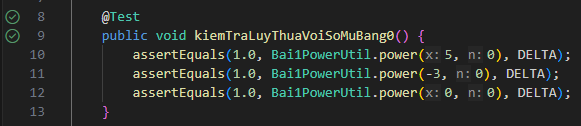 8 @Test
9 public void kiemTraLuyThuaVoiSoMuBang0() {
10 assertEquals(1.0, Bai1PowerUtil.power(x: 5, n: 0), DELTA);
11 assertEquals(1.0, Bai1PowerUtil.power(-3, n: 0), DELTA);
12 assertEquals(1.0, Bai1PowerUtil.power(x: 0, n: 0), DELTA);
13 }